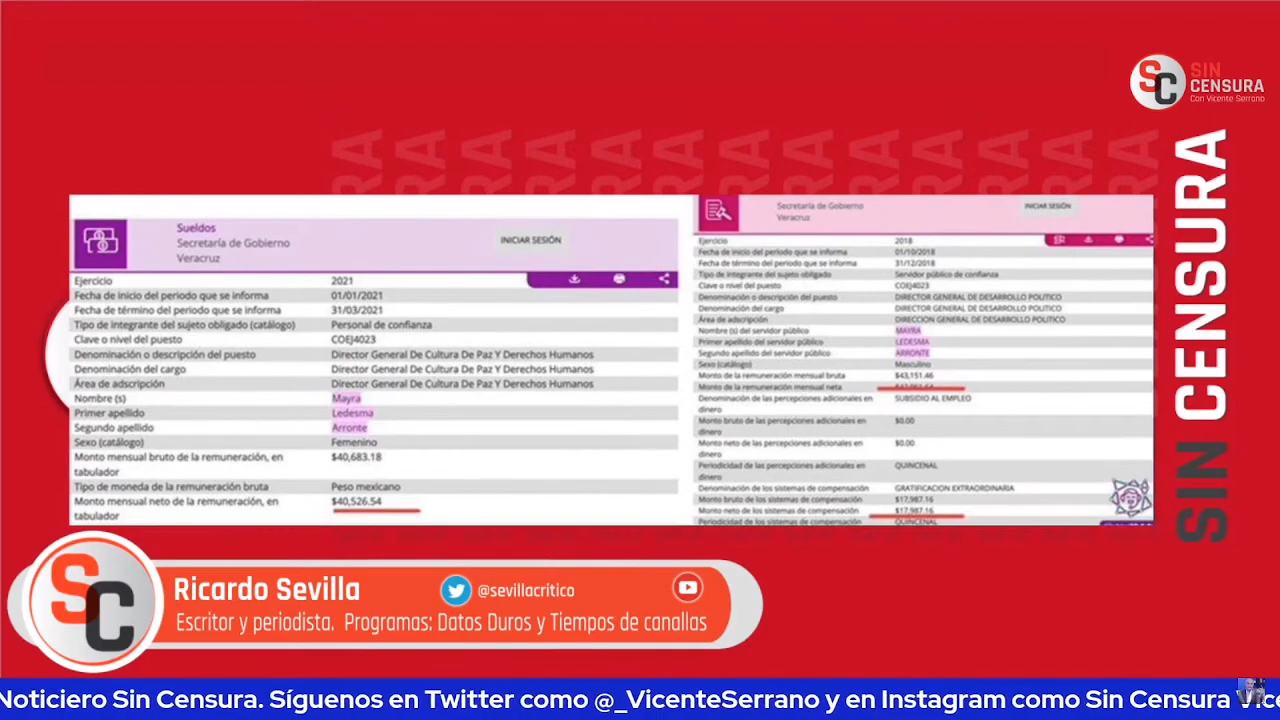 SIN
CENSURA
Con Vicente Serrano
SIN CENSURA
Sueldos
Secretaría de Gobierno
Veracruz
INICIAR SESIÓN
Ejercicio 2021
Fecha de inicio del periodo que se informa 01/01/2021
Fecha de término del periodo que se informa 31/03/2021
Tipo de integrante del sujeto obligado (catálogo) Personal de confianza
Clave o nivel del puesto COEJ4023
Denominación o descripción del puesto Director General De Cultura De Paz Y Derechos Humanos
Denominación del cargo Director General De Cultura De Paz Y Derechos Humanos
Área de adscripción Director General De Cultura De Paz Y Derechos Humanos
Nombre (s) Mayra
Primer apellido Ledesma
Segundo apellido Arronte
Sexo (catálogo) Femenino
Monto mensual bruto de la remuneración, en $40,683.18
tabulador
Tipo de moneda de la remuneración bruta Peso mexicano
Monto mensual neto de la remuneración, en $40,526.54
tabulador
Secretaría de Gobierno
Veracruz
INICIAR SESIÓN
Ejercicio 2018
Fecha de inicio del periodo que se informa 01/10/2018
Fecha de término del periodo que se informa 31/12/2018
Tipo de integrante del sujeto obligado Servidor público de confianza
Clave o nivel del puesto COEJ4023
Denominación o descripción del puesto DIRECTOR GENERAL DE DESARROLLO POLITICO
Denominación del cargo DIRECTOR GENERAL DE DESARROLLO POLITICO
Área de adscripción DIRECCION GENERAL DE DESARROLLO POLITICO
Nombre (s) del servidor público MAYRA
Primer apellido del servidor público LEDESMA
Segundo apellido del servidor público ARRONTE
Sexo (catálogo) Masculino
Monto de la remuneración mensual bruta $43,151.46
Monto de la remuneración mensual neta
Denominación de las percepciones adicionales en SUBSIDIO AL EMPLEO
dinero
Monto bruto de las percepciones adicionales en $0.00
dinero
Monto neto de las percepciones adicionales en $0.00
dinero
Periodicidad de las percepciones adicionales en QUINCENAL
dinero
Denominación de los sistemas de compensación GRATIFICACION EXTRAORDINARIA
Monto bruto de los sistemas de compensación $17,987.16
Monto neto de los sistemas de compensación $17,987.16
Periodicidad de los sistemas de compensación QUINCENAL
SC
Ricardo Sevilla
@sevillacritico
Escritor y periodista. Programas: Datos Duros y Tiempos de canallas
Noticiero Sin Censura. Síguenos en Twitter como @_VicenteSerrano y en Instagram como Sin Censura